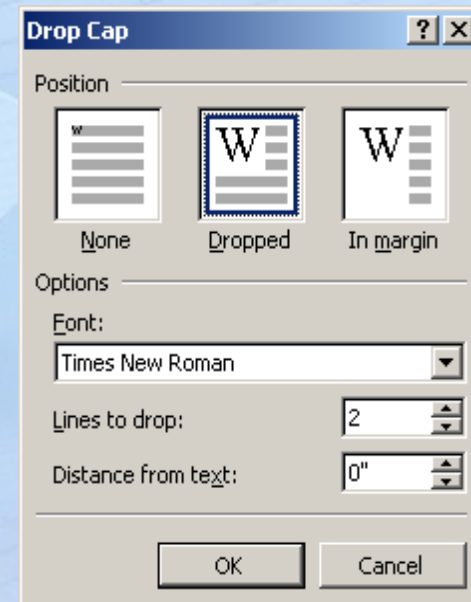 Drop Cap
Position
w
W
W
None
Dropped
In margin
Options
Font:
Times New Roman
Lines to drop:
2
Distance from text:
0"
OK
Cancel